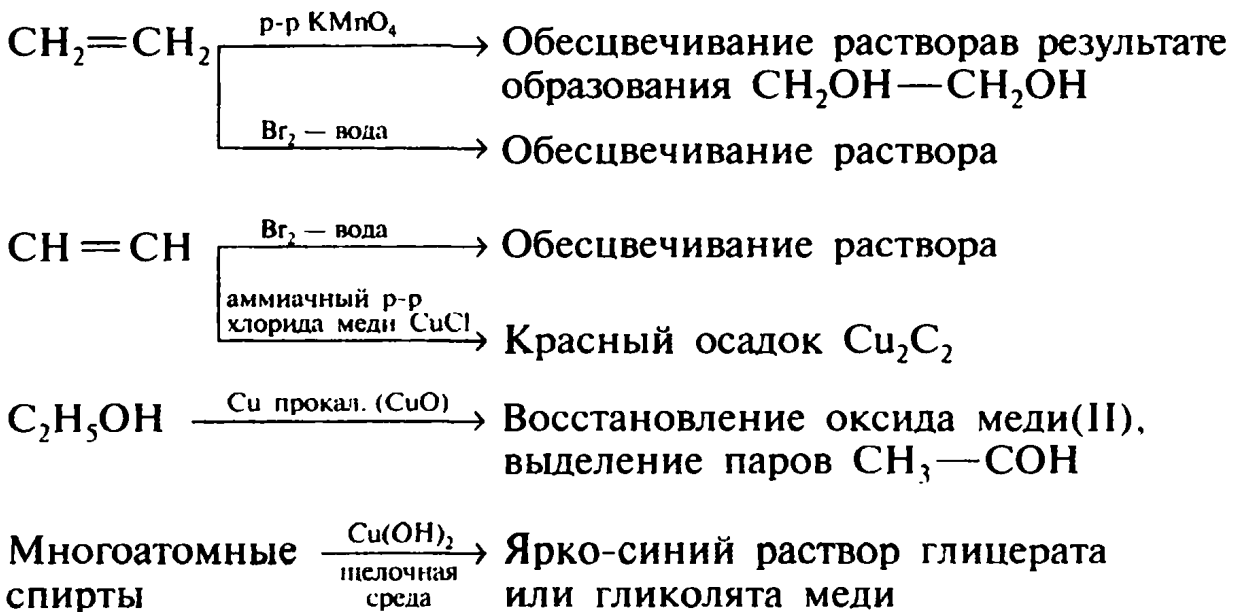 р-р KMnO₄
CH₂=CH₂ → Обесцвечивание растворав результате
образования CH₂OH—CH₂OH
Br₂ — вода
→ Обесцвечивание раствора
Br₂ — вода
CH=CH → Обесцвечивание раствора
аммиачный р-р
хлорида меди CuCl
→ Красный осадок Cu₂C₂
Cu прокал. (CuO)
C₂H₅OH → Восстановление оксида меди(II),
выделение паров CH₃—COH
Cu(OH)₂
Многоатомные → Ярко-синий раствор глицерата
щелочная
спирты среда или гликолята меди